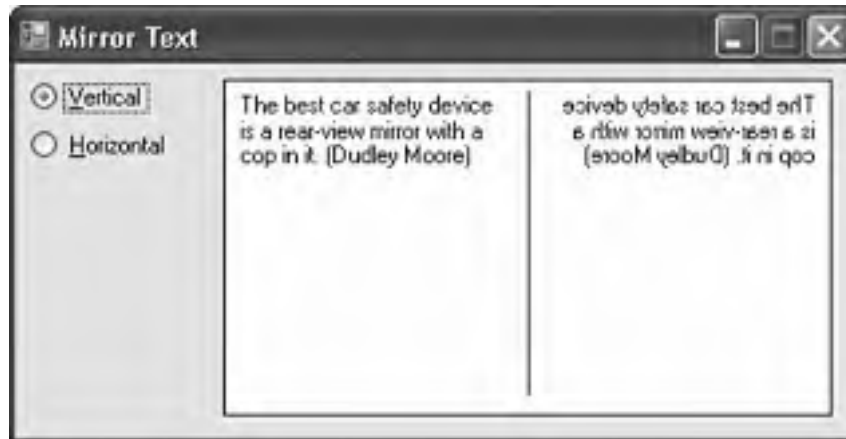 Mirror Text
Vertical
Horizontal
The best car safety device
is a rear-view mirror with a
cop in it. (Dudley Moore)
The best car safety device
is a rear-view mirror with a
cop in it. (Dudley Moore)